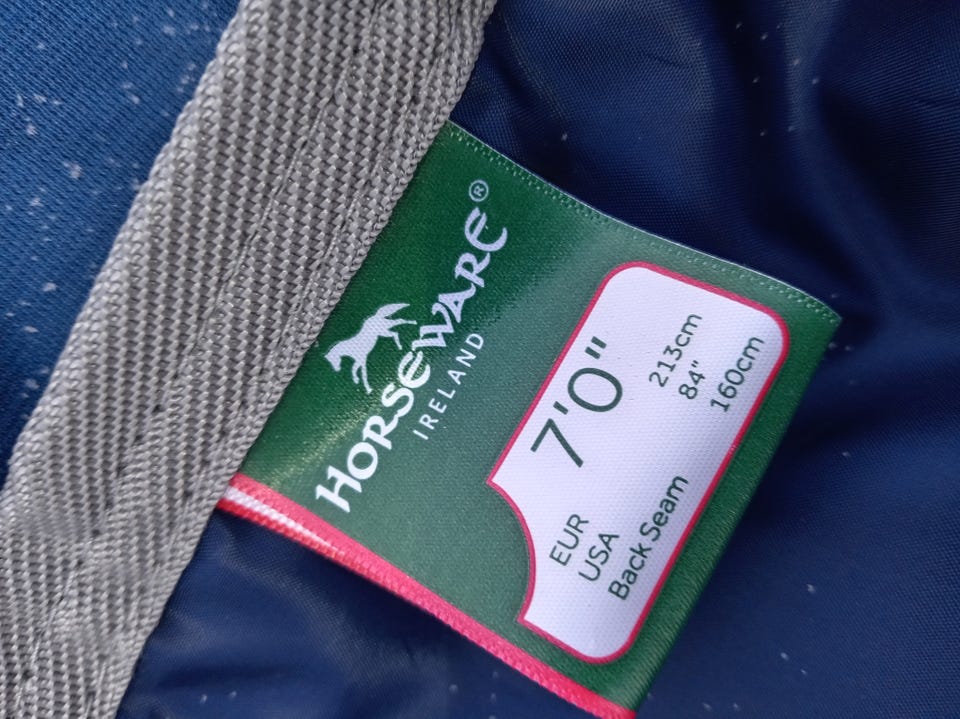 HORSEWARE®
IRELAND
7'0"
EUR 213cm
USA 84"
Back Seam 160cm